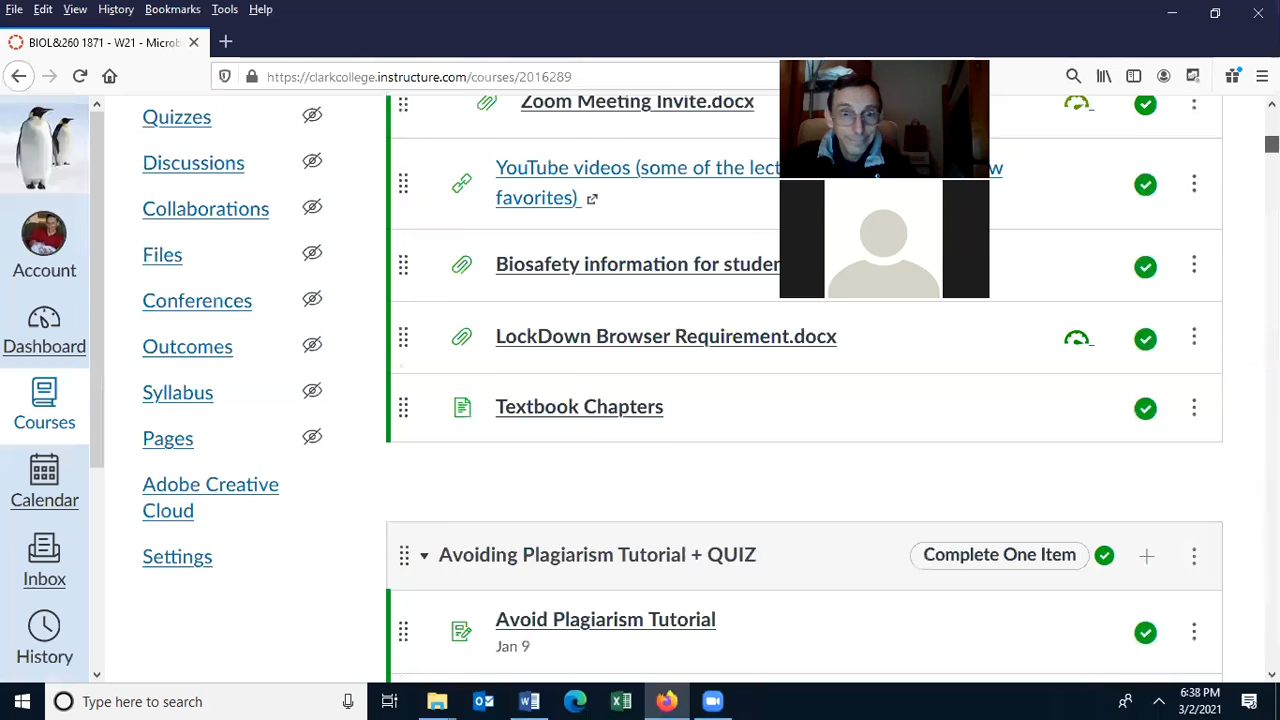 File Edit View History Bookmarks Tools Help
BIOL&260 1871 - W21 - Microb
https://clarkcollege.instructure.com/courses/2016289
Account
Dashboard
Courses
Calendar
Inbox
History
Quizzes
Discussions
Collaborations
Files
Conferences
Outcomes
Syllabus
Pages
Adobe Creative
Cloud
Settings
Zoom Meeting Invite.docx
YouTube videos (some of the lect
favorites)
Biosafety information for studen
LockDown Browser Requirement.docx
Textbook Chapters
Avoiding Plagiarism Tutorial + QUIZ Complete One Item
Avoid Plagiarism Tutorial
Jan 9
Type here to search
6:38 PM
3/2/2021